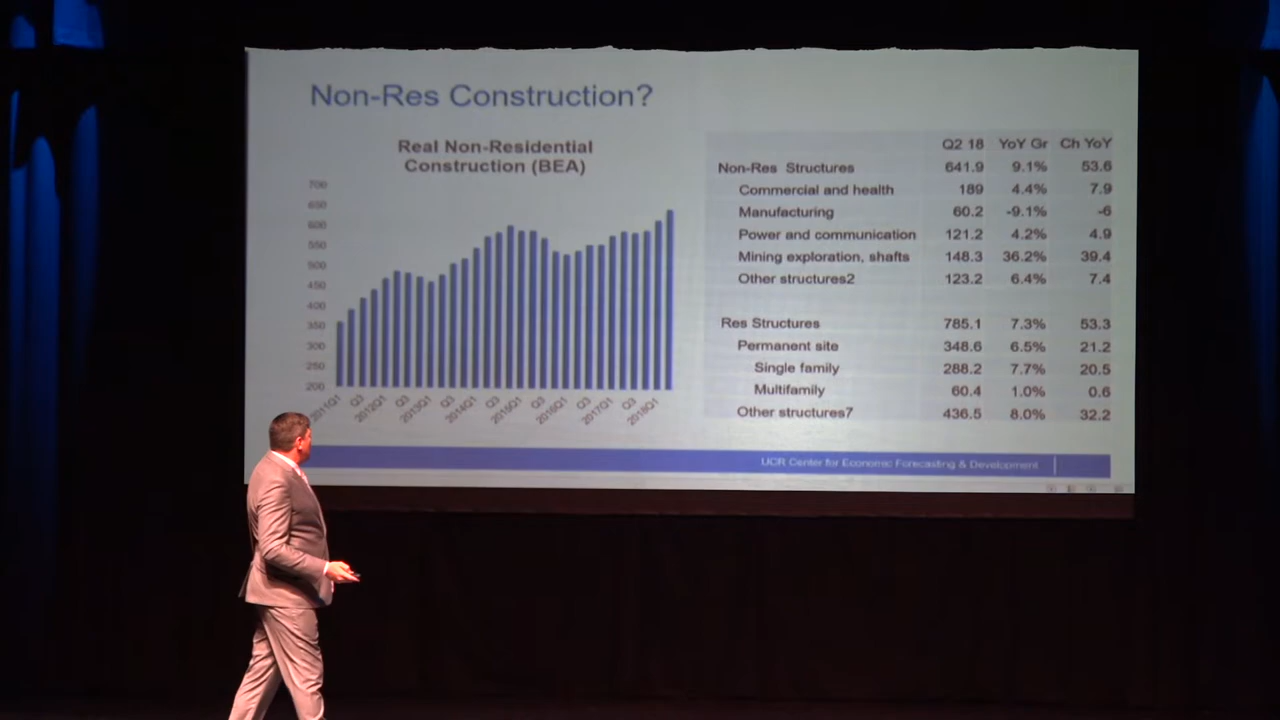 Non-Res Construction?
Real Non-Residential
Construction (BEA)
700
650
600
550
500
450
400
350
300
250
200
2011Q1 Q3 2012Q1 Q3 2013Q1 Q3 2014Q1 Q3 2015Q1 Q3 2016Q1 Q3 2017Q1 Q3 2018Q1
Q2 18 YoY Gr Ch YoY
Non-Res Structures 641.9 9.1% 53.6
Commercial and health 189 4.4% 7.9
Manufacturing 60.2 -9.1% -6
Power and communication 121.2 4.2% 4.9
Mining exploration, shafts 148.3 36.2% 39.4
Other structures2 123.2 6.4% 7.4
Res Structures 785.1 7.3% 53.3
Permanent site 348.6 6.5% 21.2
Single family 288.2 7.7% 20.5
Multifamily 60.4 1.0% 0.6
Other structures7 436.5 8.0% 32.2
UCR Center for Economic Forecasting & Development